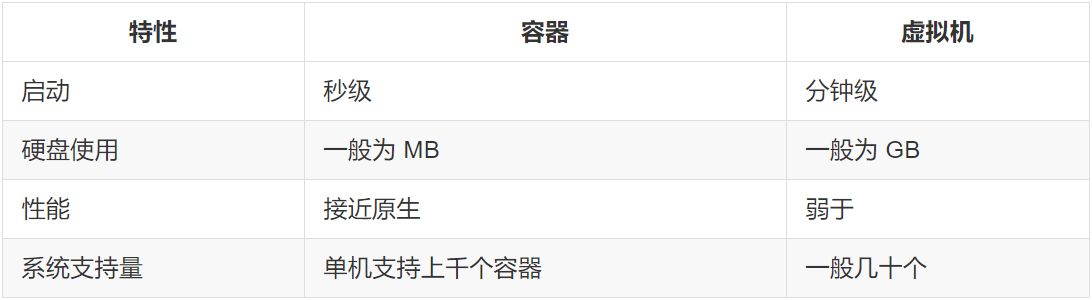 特性 容器 虚拟机
启动 秒级 分钟级
硬盘使用 一般为 MB 一般为 GB
性能 接近原生 弱于
系统支持量 单机支持上千个容器 一般几十个